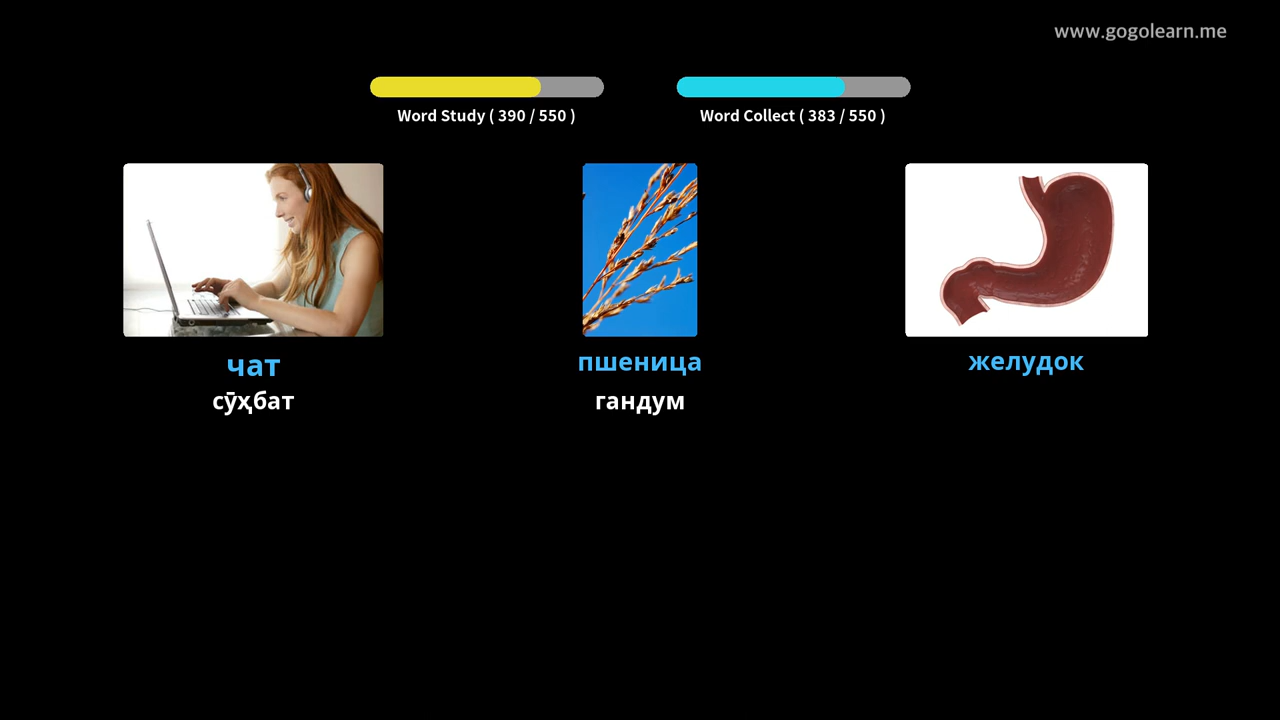 www.gogolearn.me
Word Study ( 390 / 550 )
Word Collect ( 383 / 550 )
чат
пшеница
желудок
сӯҳбат
гандум